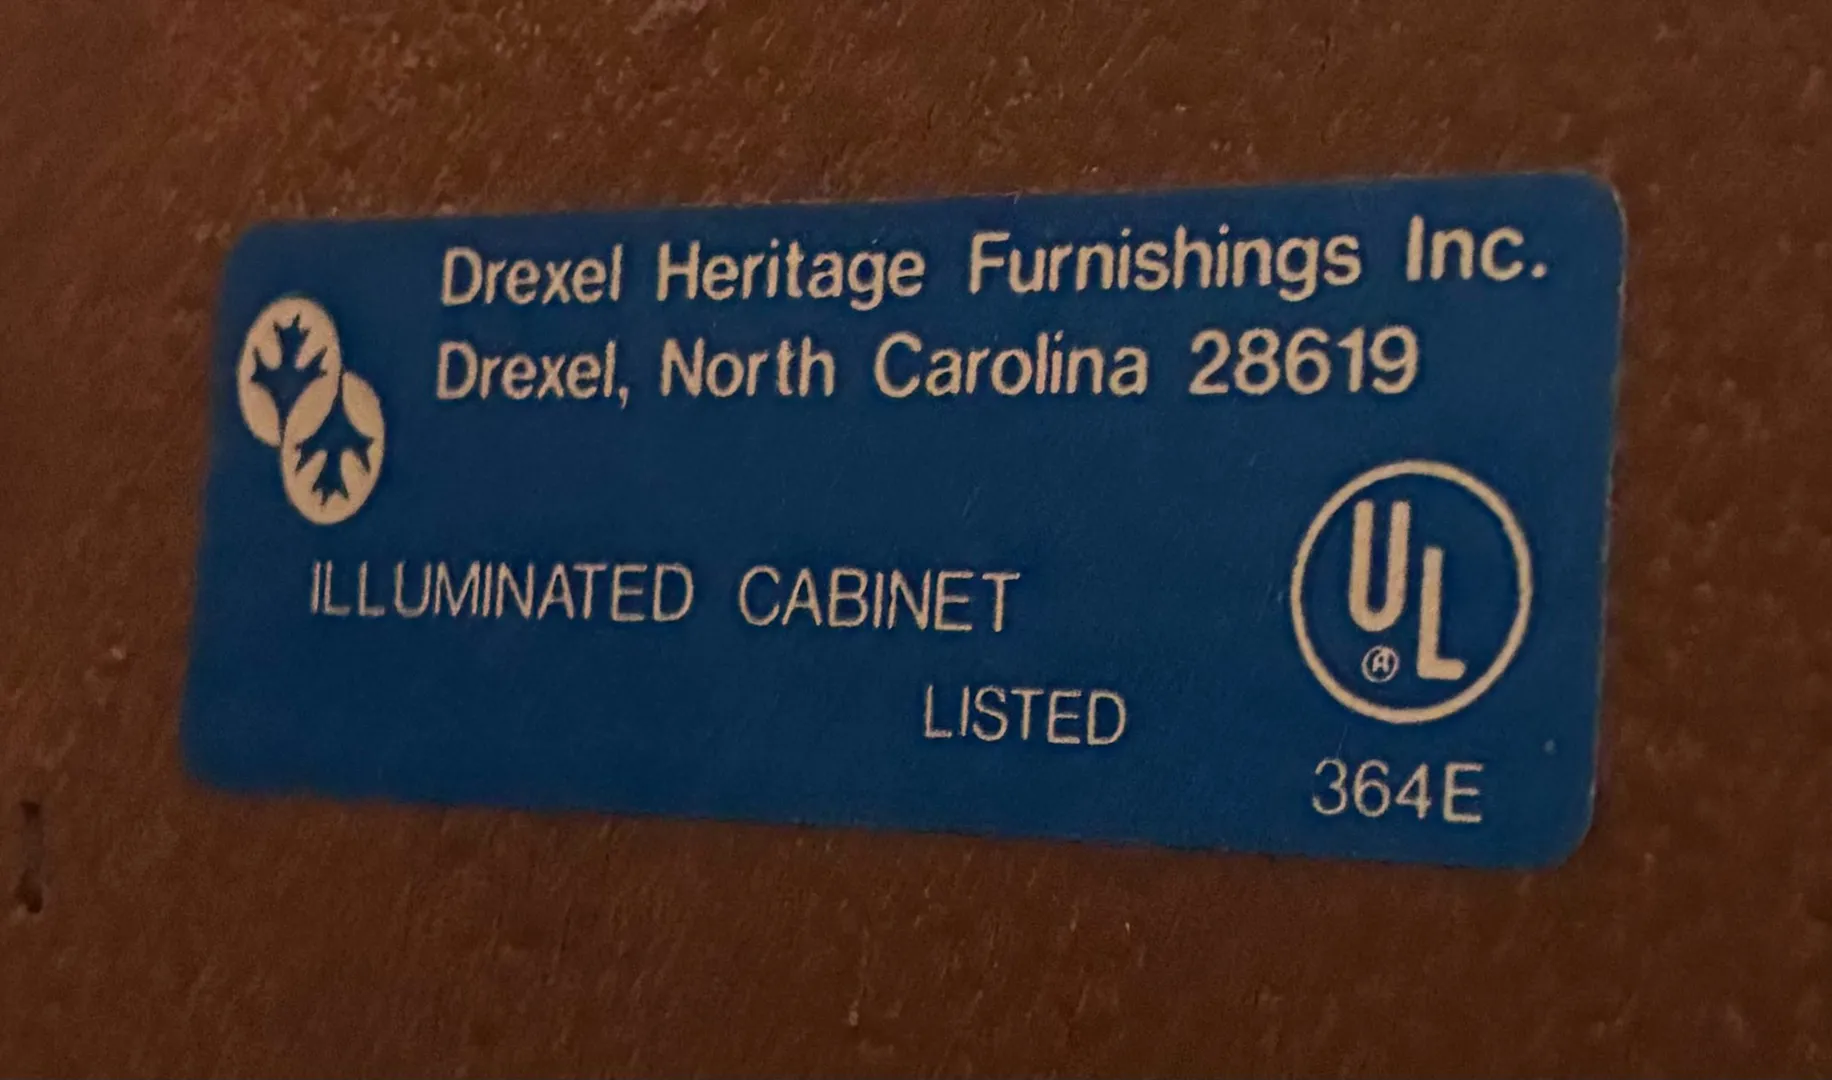 Drexel Heritage Furnishings Inc.
Drexel, North Carolina 28619
ILLUMINATED CABINET
LISTED
UL
®
364E